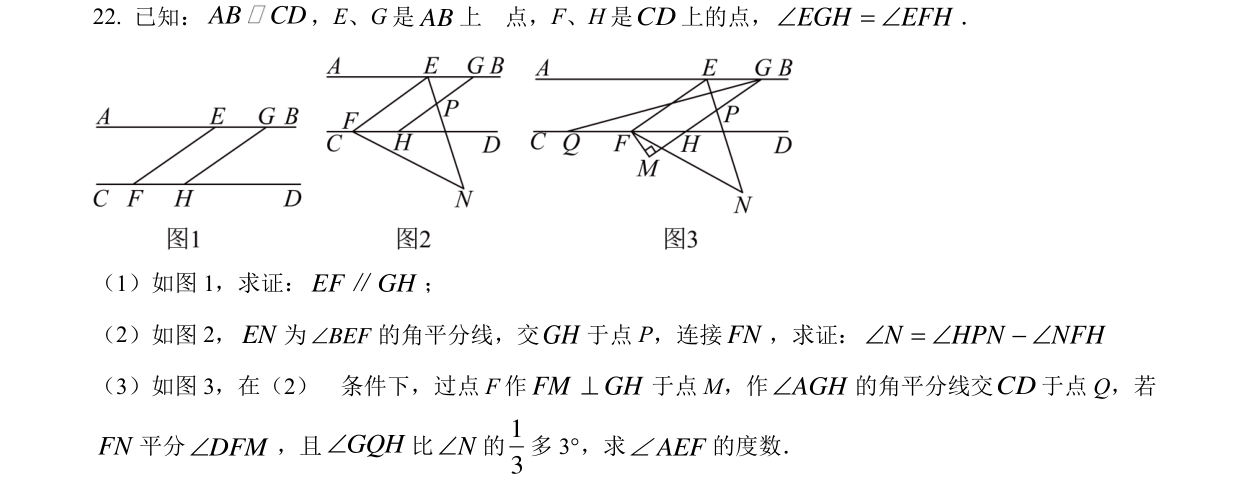 22. 已知：AB▱CD，E、G是AB上 点，F、H是CD上的点，∠EGH = ∠EFH．
A E G B
C F H D
图1
A E G B
F P
C H D
N
图2
A E G B
P
C Q F H D
M
N
图3
（1）如图 1，求证：EF∥GH；
（2）如图 2，EN为∠BEF的角平分线，交GH于点 P，连接FN，求证：∠N = ∠HPN − ∠NFH
（3）如图 3，在（2） 条件下，过点 F 作FM ⊥ GH于点 M，作∠AGH的角平分线交CD于点 Q，若
FN平分∠DFM，且∠GQH比∠N的1/3多 3°，求∠AEF的度数．